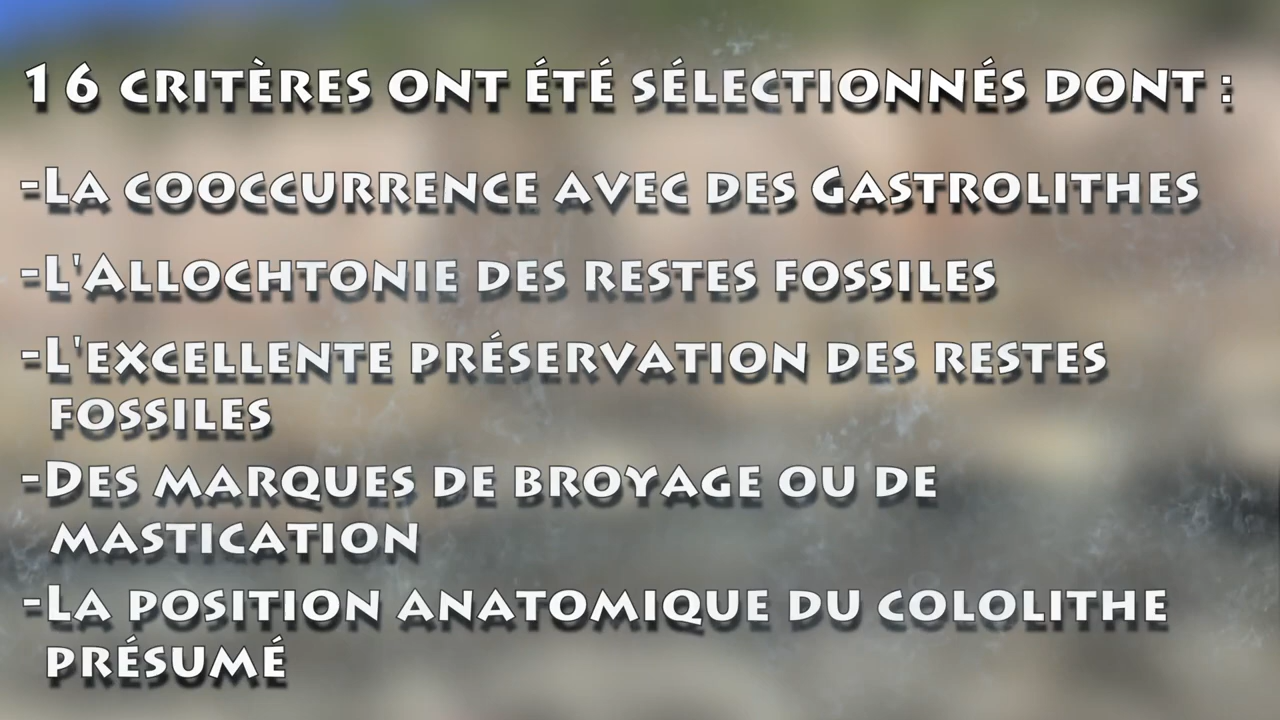 16 critères ont été sélectionnés dont :
-La cooccurrence avec des Gastrolithes
-L'Allochtonie des restes fossiles
-L'excellente préservation des restes
fossiles
-Des marques de broyage ou de
mastication
-La position anatomique du cololithe
présumé